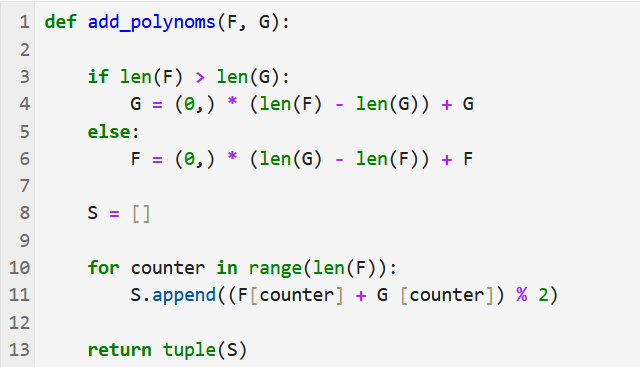 1 def add_polynoms(F, G):
2
3     if len(F) > len(G):
4         G = (0,) * (len(F) - len(G)) + G
5     else:
6         F = (0,) * (len(G) - len(F)) + F
7
8     S = []
9
10     for counter in range(len(F)):
11         S.append((F[counter] + G [counter]) % 2)
12
13     return tuple(S)